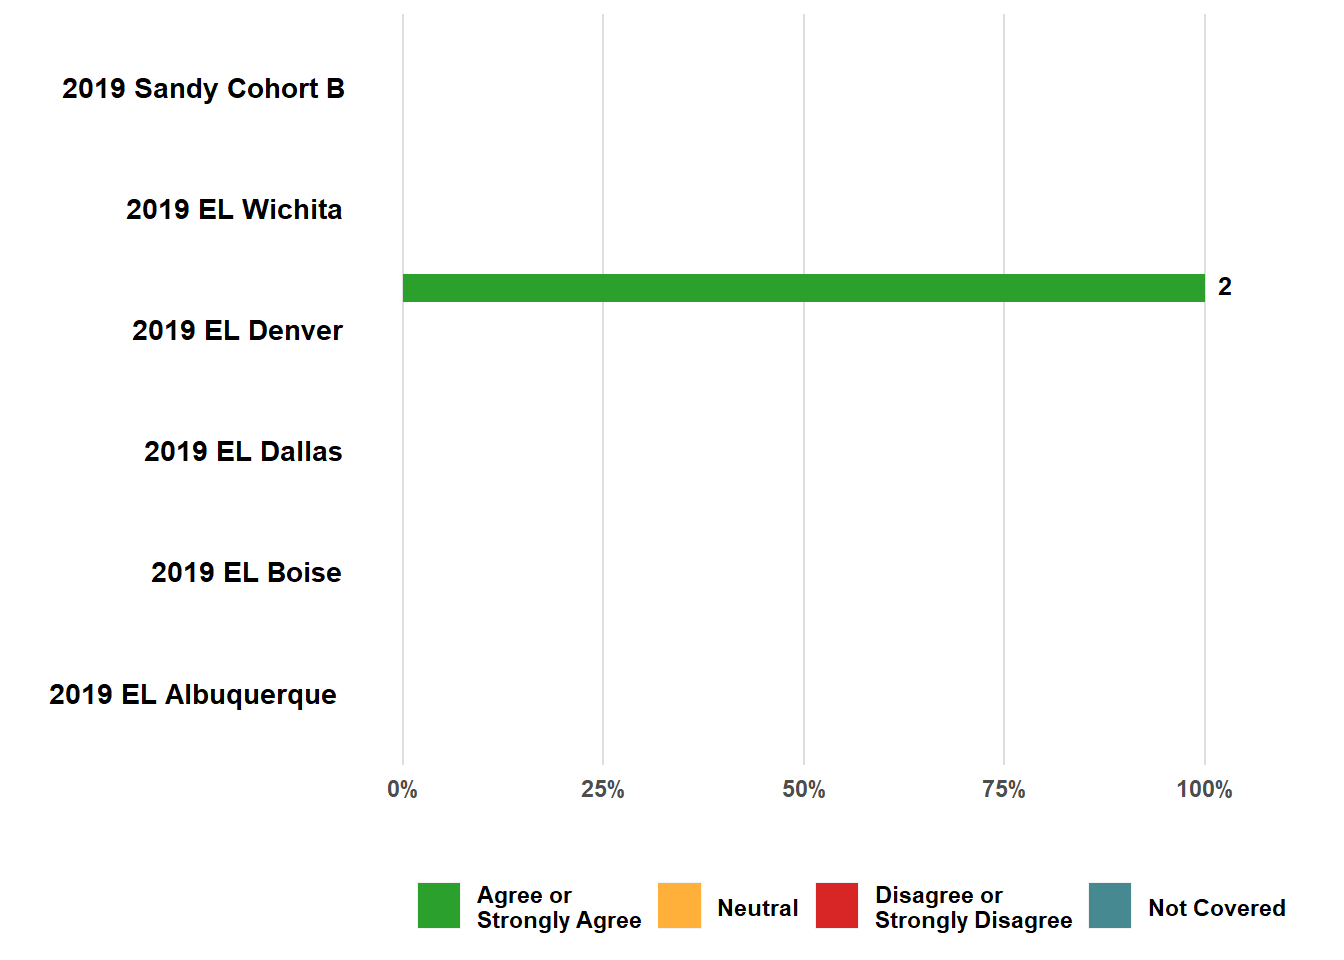 2019 Sandy Cohort B
2019 EL Wichita
2
2019 EL Denver
2019 EL Dallas
2019 EL Boise
2019 EL Albuquerque
0% 25% 50% 75% 100%
Agree or
Strongly Agree
Neutral
Disagree or
Strongly Disagree
Not Covered